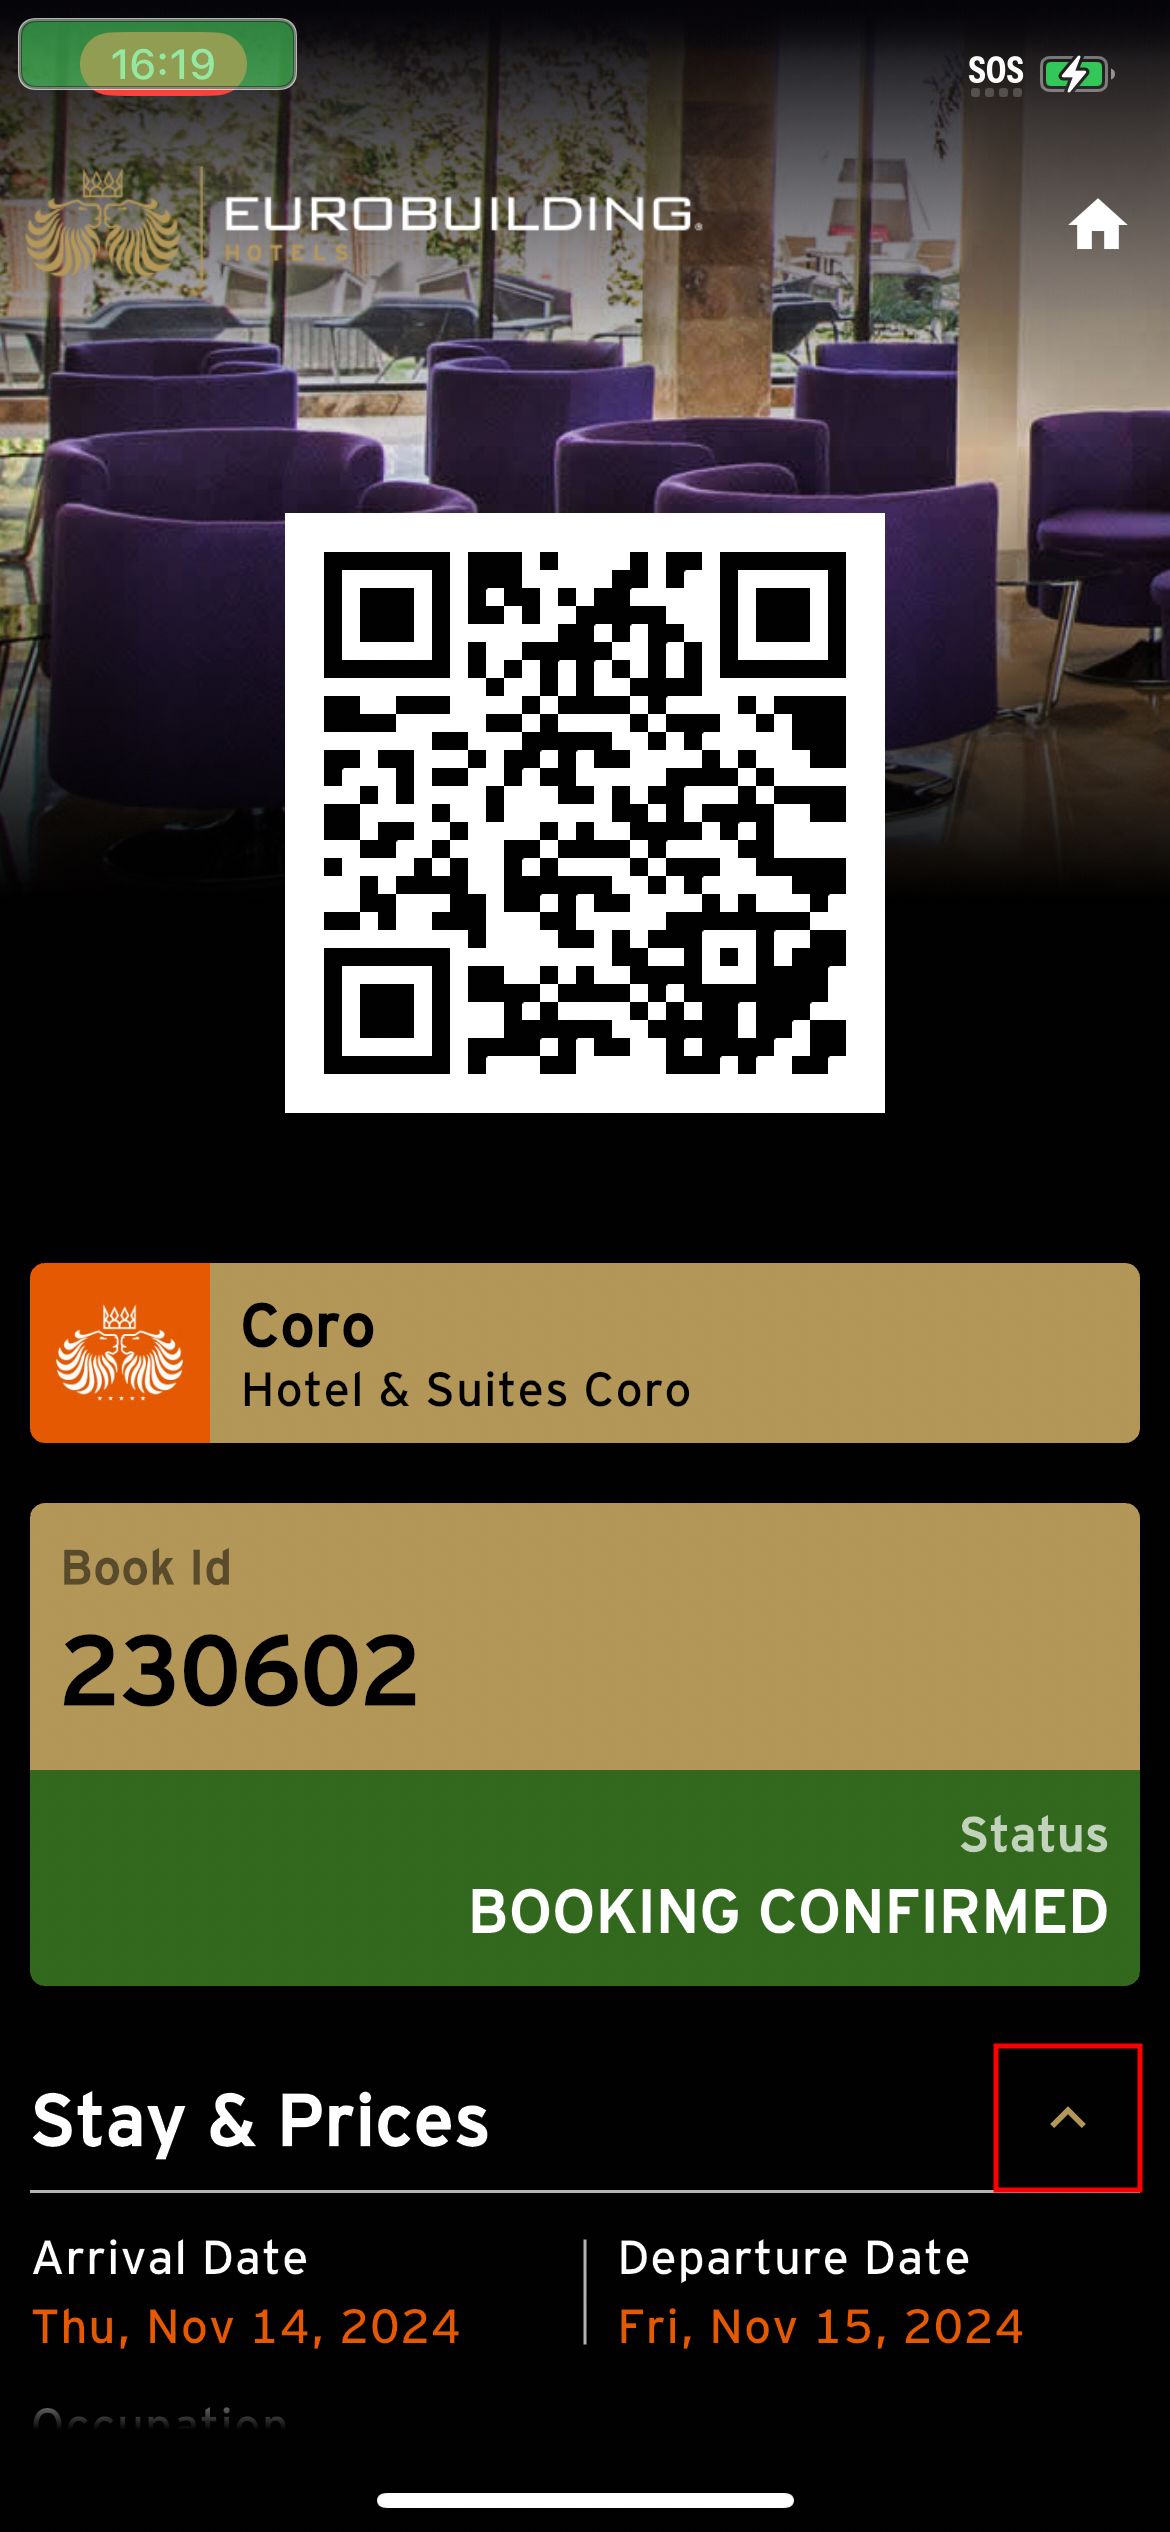 16:19
SOS
EUROBUILDING®
HOTELS
Coro
Hotel & Suites Coro
Book Id
230602
Status
BOOKING CONFIRMED
Stay & Prices
Arrival Date
Departure Date
Thu, Nov 14, 2024
Fri, Nov 15, 2024
Occupation